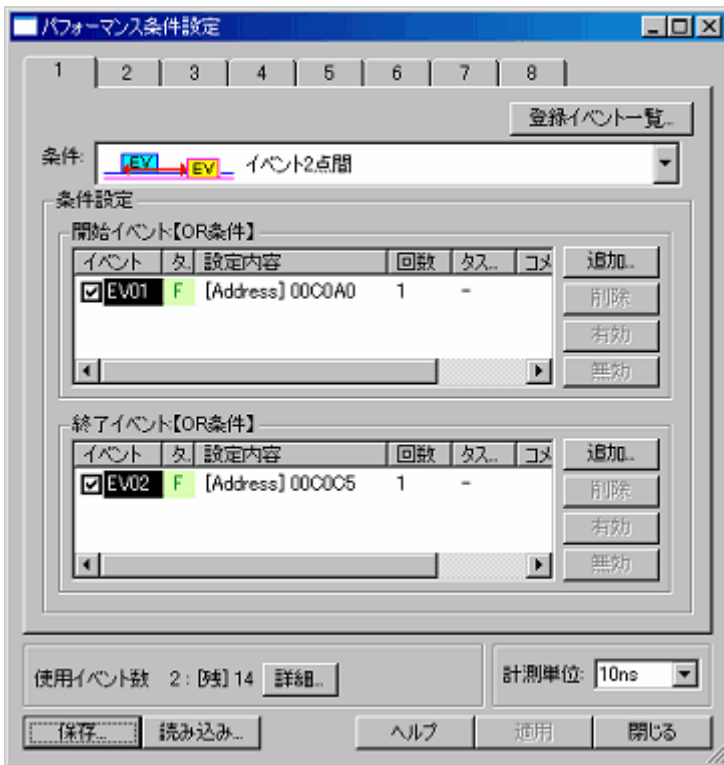 パフォーマンス条件設定
1 2 3 4 5 6 7 8
登録イベント一覧...
条件: EV EV イベント2点間
条件設定
開始イベント【OR条件】
イベント タ. 設定内容 回数 タス... コメ
EV01 F [Address] 00C0A0 1 -
追加...
削除
有効
無効
終了イベント【OR条件】
イベント タ. 設定内容 回数 タス... コメ
EV02 F [Address] 00C0C5 1 -
追加...
削除
有効
無効
使用イベント数 2 : [残] 14 詳細...
計測単位: 10ns
保存... 読み込み... ヘルプ 適用 閉じる